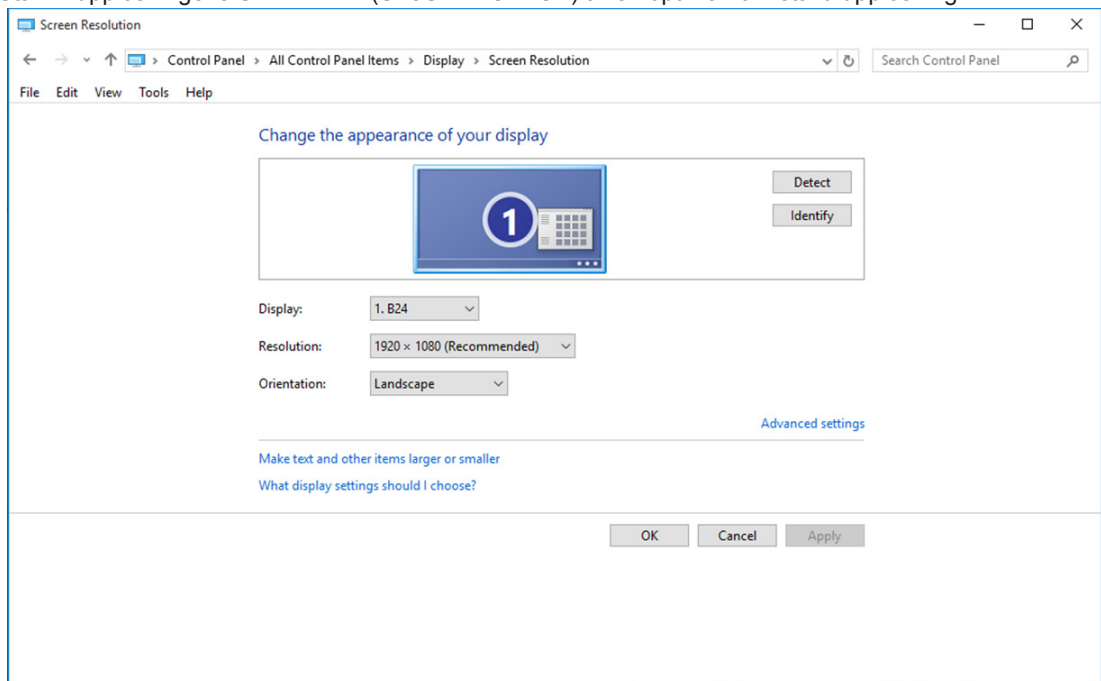 Screen Resolution
Control Panel > All Control Panel Items > Display > Screen Resolution
Search Control Panel
File Edit View Tools Help
Change the appearance of your display
1
Detect
Identify
Display: 1. B24
Resolution: 1920 × 1080 (Recommended)
Orientation: Landscape
Advanced settings
Make text and other items larger or smaller
What display settings should I choose?
OK Cancel Apply